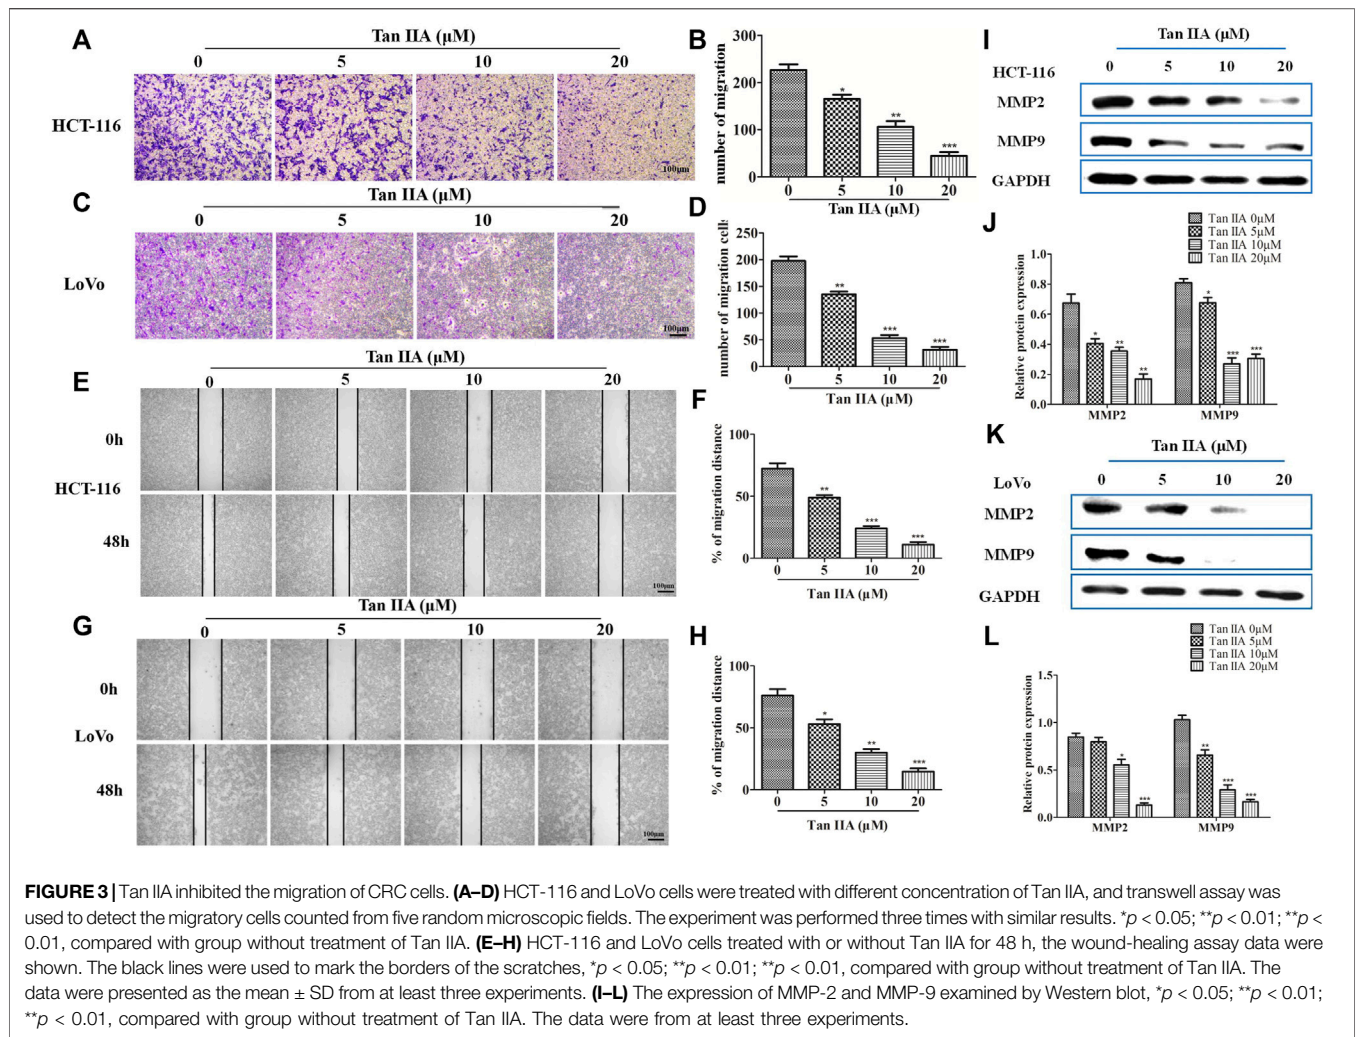 A
Tan IIA (μM)
0 5 10 20
HCT-116
100μm
B
number of migration
300
200
100
0
* ** ***
0 5 10 20
Tan IIA (μM)
C
Tan IIA (μM)
0 5 10 20
LoVo
100μm
D
number of migration cells
250
200
150
100
50
0
** *** ***
0 5 10 20
Tan IIA (μM)
E
Tan IIA (μM)
0 5 10 20
0h
HCT-116
48h
100μm
F
% of migration distance
100
50
0
** *** ***
0 5 10 20
Tan IIA (μM)
G
Tan IIA (μM)
0 5 10 20
0h
LoVo
48h
100μm
H
% of migration distance
100
50
0
* ** ***
0 5 10 20
Tan IIA (μM)
I
Tan IIA (μM)
HCT-116 0 5 10 20
MMP2
MMP9
GAPDH
J
Tan IIA 0μM
Tan IIA 5μM
Tan IIA 10μM
Tan IIA 20μM
Relative protein expression
1.0
0.8
0.6
0.4
0.2
0.0
* ** ** * *** ***
MMP2 MMP9
K
Tan IIA (μM)
LoVo 0 5 10 20
MMP2
MMP9
GAPDH
L
Tan IIA 0μM
Tan IIA 5μM
Tan IIA 10μM
Tan IIA 20μM
Relative protein expression
1.5
1.0
0.5
0.0
* *** ** *** ***
MMP2 MMP9
FIGURE 3 | Tan IIA inhibited the migration of CRC cells. (A–D) HCT-116 and LoVo cells were treated with different concentration of Tan IIA, and transwell assay was
used to detect the migratory cells counted from five random microscopic fields. The experiment was performed three times with similar results. *p < 0.05; **p < 0.01; **p <
0.01, compared with group without treatment of Tan IIA. (E–H) HCT-116 and LoVo cells treated with or without Tan IIA for 48 h, the wound-healing assay data were
shown. The black lines were used to mark the borders of the scratches, *p < 0.05; **p < 0.01; **p < 0.01, compared with group without treatment of Tan IIA. The
data were presented as the mean ± SD from at least three experiments. (I–L) The expression of MMP-2 and MMP-9 examined by Western blot, *p < 0.05; **p < 0.01;
**p < 0.01, compared with group without treatment of Tan IIA. The data were from at least three experiments.